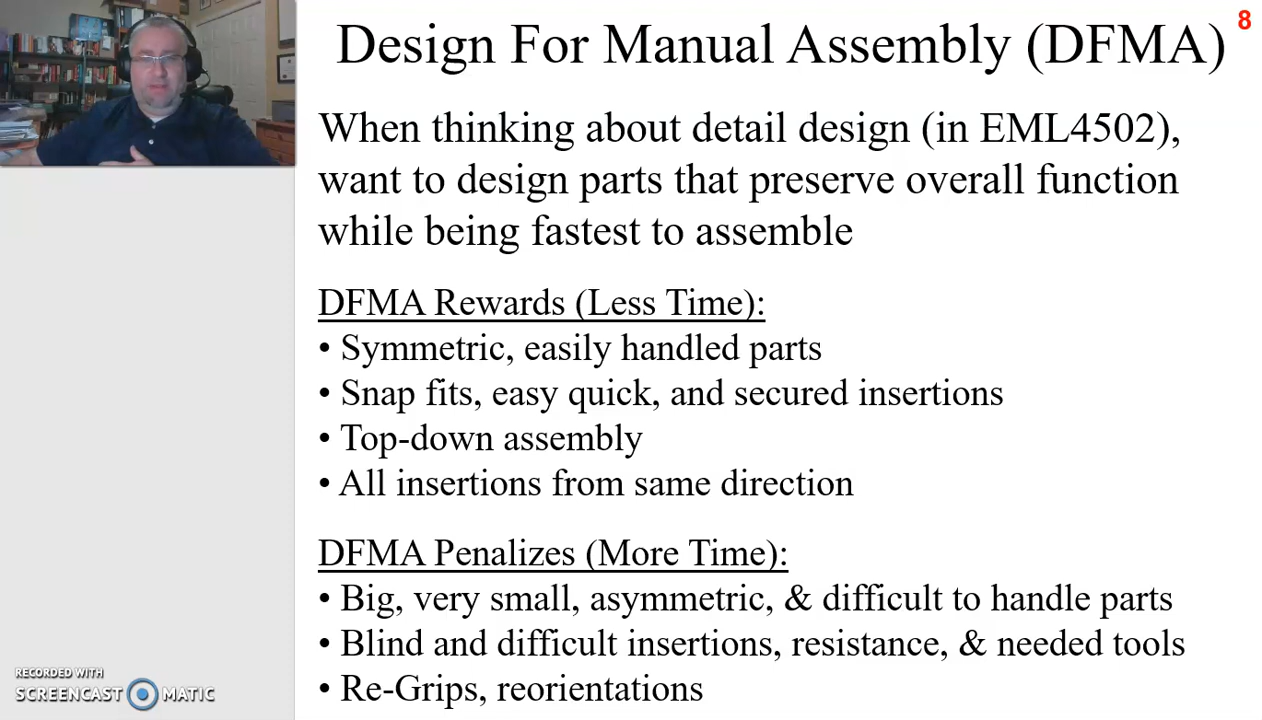 Design For Manual Assembly (DFMA)
8
When thinking about detail design (in EML4502),
want to design parts that preserve overall function
while being fastest to assemble
DFMA Rewards (Less Time):
• Symmetric, easily handled parts
• Snap fits, easy quick, and secured insertions
• Top-down assembly
• All insertions from same direction
DFMA Penalizes (More Time):
• Big, very small, asymmetric, & difficult to handle parts
• Blind and difficult insertions, resistance, & needed tools
• Re-Grips, reorientations
RECORDED WITH
SCREENCAST MATIC